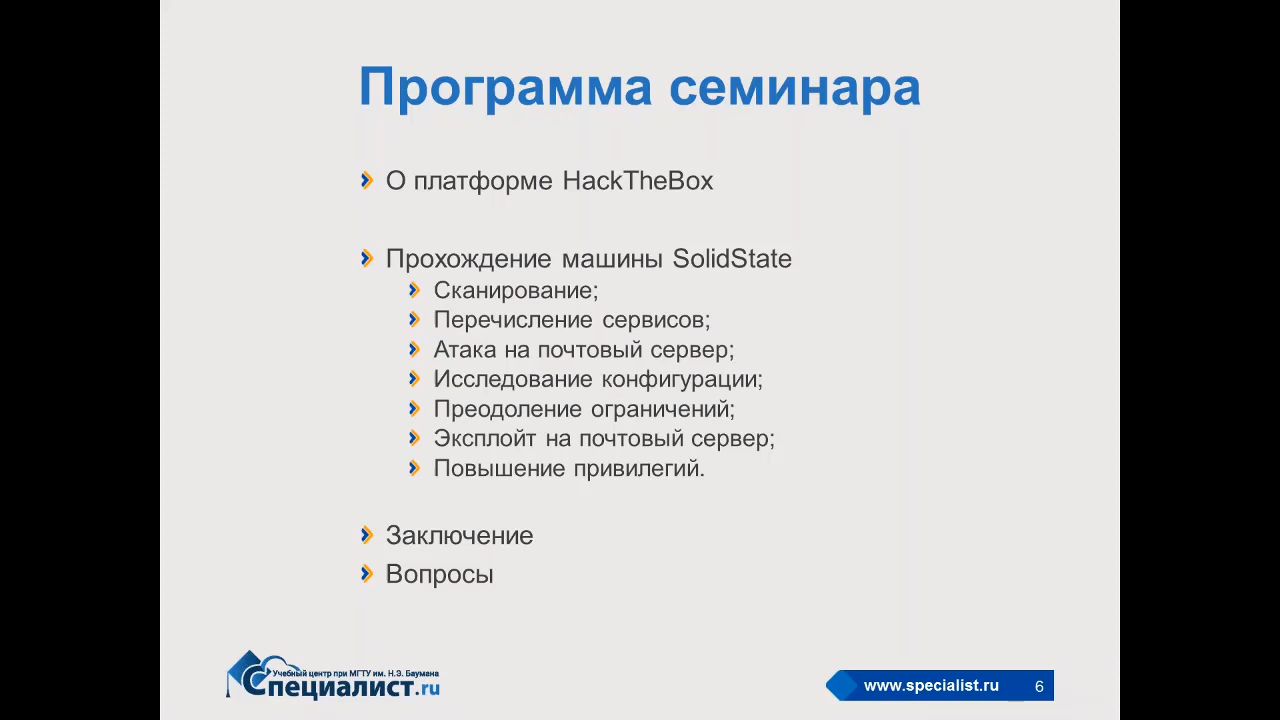 Программа семинара
О платформе HackTheBox
Прохождение машины SolidState
Сканирование;
Перечисление сервисов;
Атака на почтовый сервер;
Исследование конфигурации;
Преодоление ограничений;
Эксплойт на почтовый сервер;
Повышение привилегий.
Заключение
Вопросы
Учебный центр при МГТУ им. Н.Э. Баумана
Специалист.ru
www.specialist.ru 6